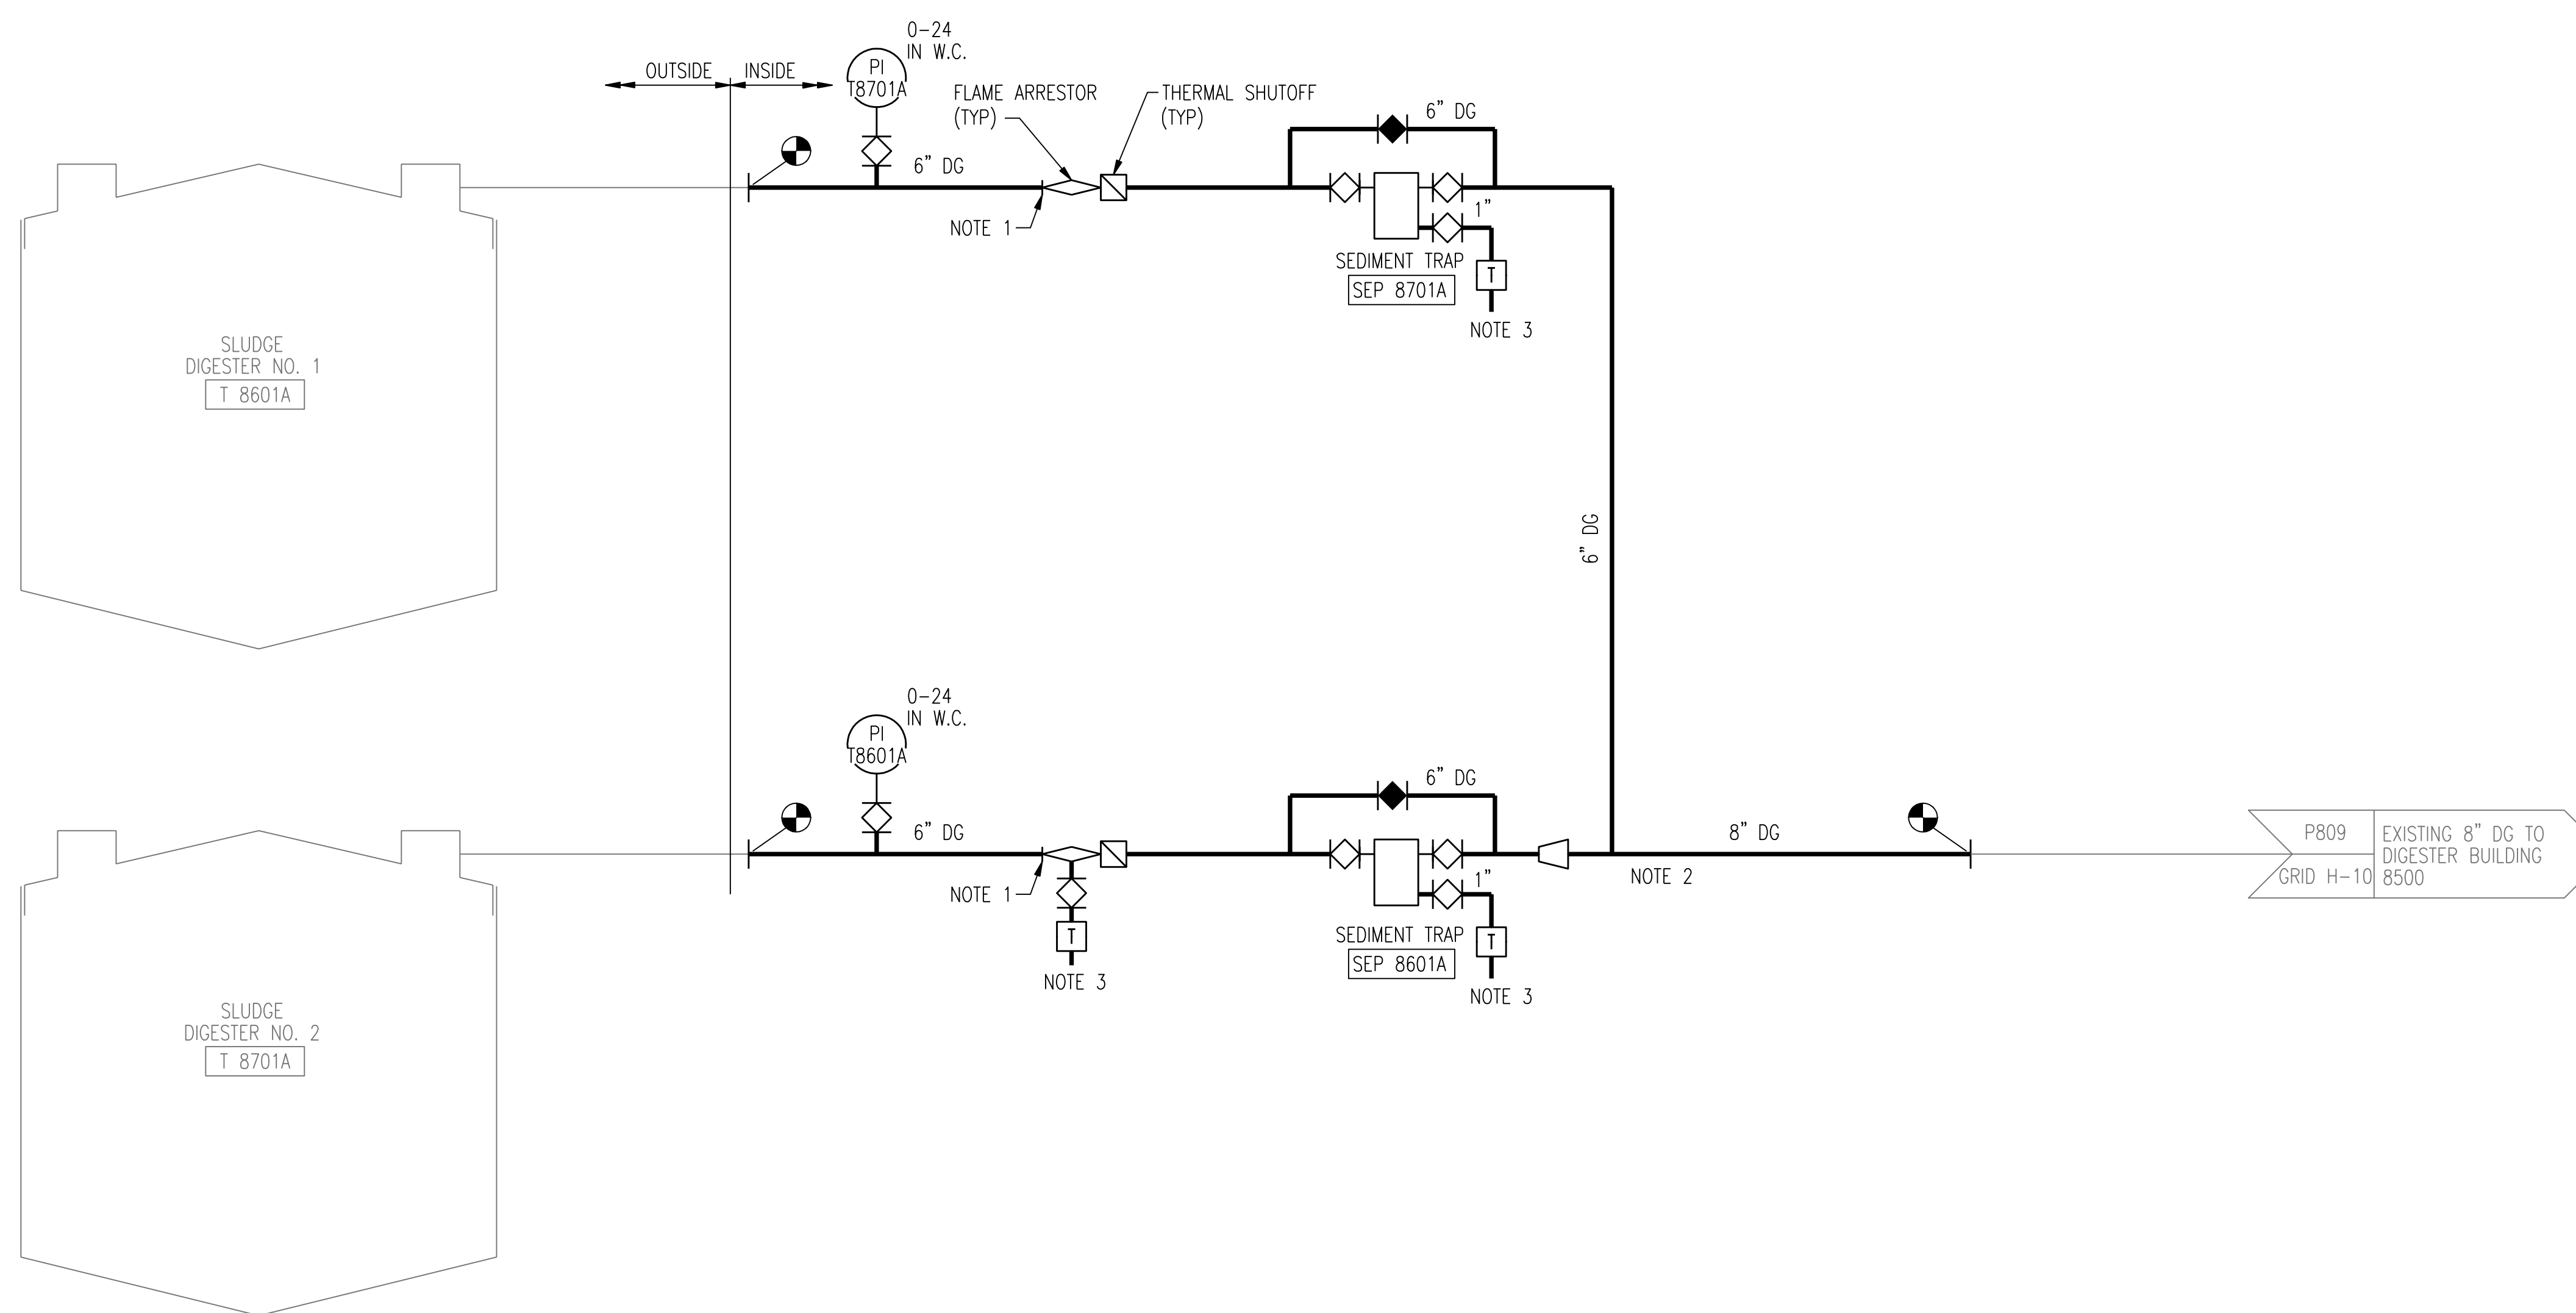 0-24
IN W.C.
OUTSIDE
INSIDE
PI
T8701A
FLAME ARRESTOR
(TYP)
THERMAL SHUTOFF
(TYP)
6" DG
6" DG
NOTE 1
1"
SEDIMENT TRAP
SEP 8701A
T
NOTE 3
SLUDGE
DIGESTER NO. 1
T 8601A
6" DG
0-24
IN W.C.
PI
T8601A
6" DG
6" DG
8" DG
NOTE 1
1"
NOTE 2
T
NOTE 3
SEDIMENT TRAP
SEP 8601A
T
NOTE 3
P809
GRID H-10
EXISTING 8" DG TO
DIGESTER BUILDING
8500
SLUDGE
DIGESTER NO. 2
T 8701A